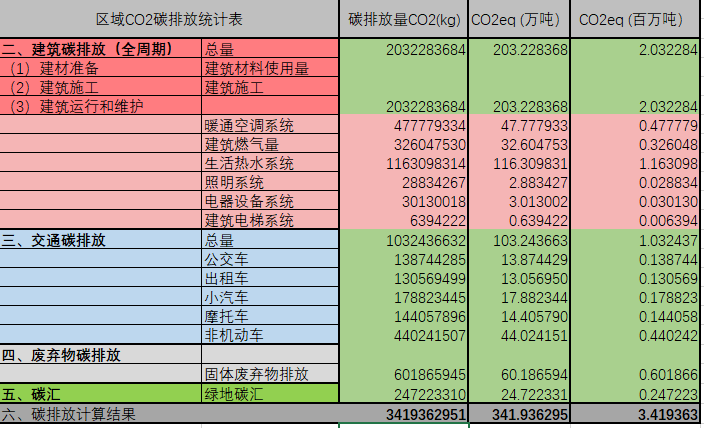 区域CO2碳排放统计表 碳排放量CO2(kg) CO2eq (万吨) CO2eq (百万吨)
二、建筑碳排放（全周期） 总量 2032283684 203.228368 2.032284
（1）建材准备 建筑材料使用量
（2）建筑施工 建筑施工
（3）建筑运行和维护 2032283684 203.228368 2.032284
暖通空调系统 477779334 47.777933 0.477779
建筑燃气量 326047530 32.604753 0.326048
生活热水系统 1163098314 116.309831 1.163098
照明系统 28834267 2.883427 0.028834
电器设备系统 30130018 3.013002 0.030130
建筑电梯系统 6394222 0.639422 0.006394
三、交通碳排放 总量 1032436632 103.243663 1.032437
公交车 138744285 13.874429 0.138744
出租车 130569499 13.056950 0.130569
小汽车 178823445 17.882344 0.178823
摩托车 144057896 14.405790 0.144058
非机动车 440241507 44.024151 0.440242
四、废弃物碳排放
固体废弃物排放 601865945 60.186594 0.601866
五、碳汇 绿地碳汇 247223310 24.722331 0.247223
六、碳排放计算结果 3419362951 341.936295 3.419363